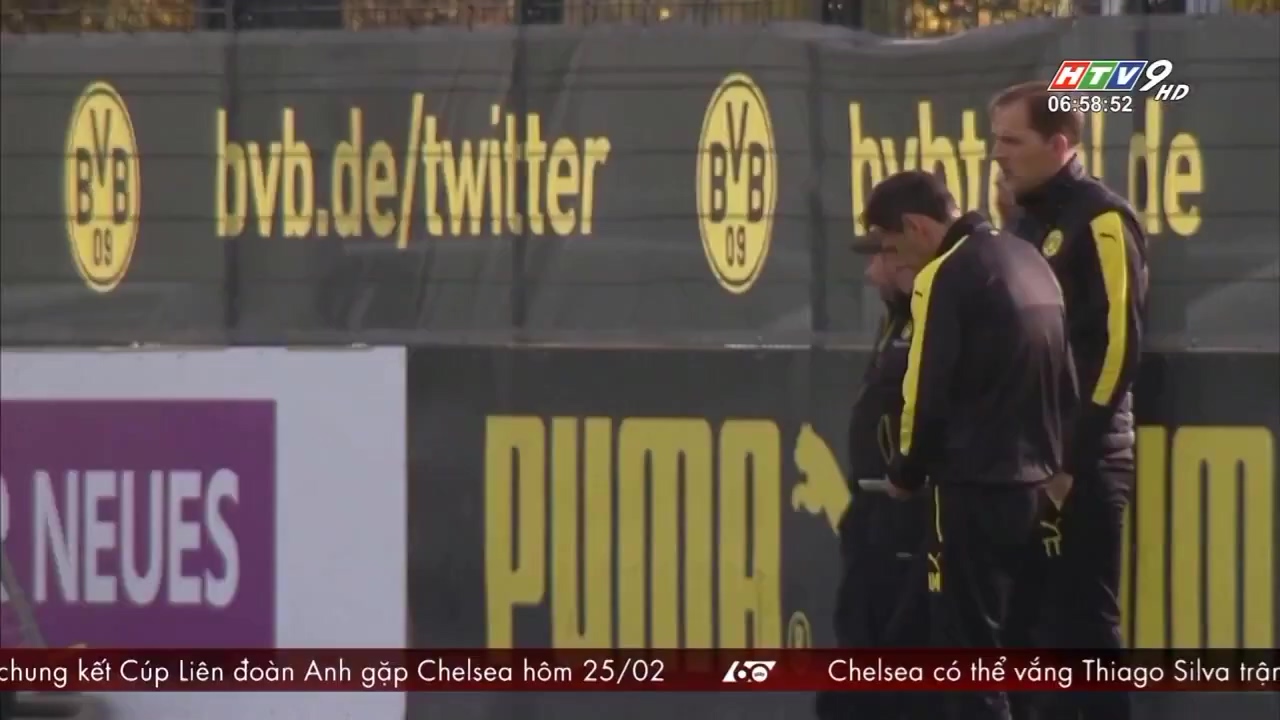 HTV9 HD
06:58:52
BVB 09
bvb.de/twitter
BVB 09
NEUES
PUMA
chung kết Cúp Liên đoàn Anh gặp Chelsea hôm 25/02
60
Chelsea có thể vắng Thiago Silva